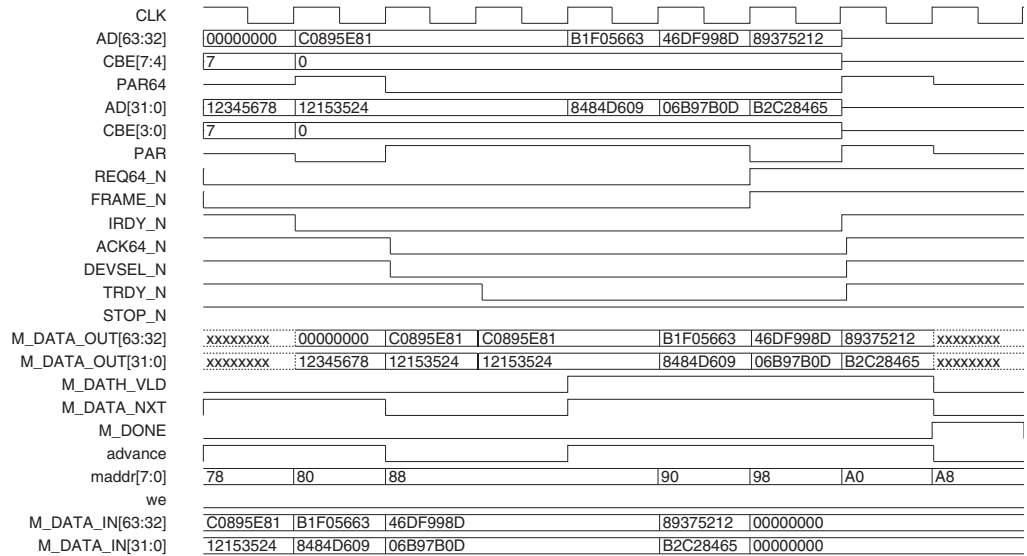 CLK
AD[63:32] 00000000 C0895E81 B1F05663 46DF998D 89375212
CBE[7:4] 7 0
PAR64
AD[31:0] 12345678 12153524 8484D609 06B97B0D B2C28465
CBE[3:0] 7 0
PAR
REQ64_N
FRAME_N
IRDY_N
ACK64_N
DEVSEL_N
TRDY_N
STOP_N
M_DATA_OUT[63:32] xxxxxxxx 00000000 C0895E81 C0895E81 B1F05663 46DF998D 89375212 xxxxxxxx
M_DATA_OUT[31:0] xxxxxxxx 12345678 12153524 12153524 8484D609 06B97B0D B2C28465 xxxxxxxx
M_DATH_VLD
M_DATA_NXT
M_DONE
advance
maddr[7:0] 78 80 88 90 98 A0 A8
we
M_DATA_IN[63:32] C0895E81 B1F05663 46DF998D 89375212 00000000
M_DATA_IN[31:0] 12153524 8484D609 06B97B0D B2C28465 00000000